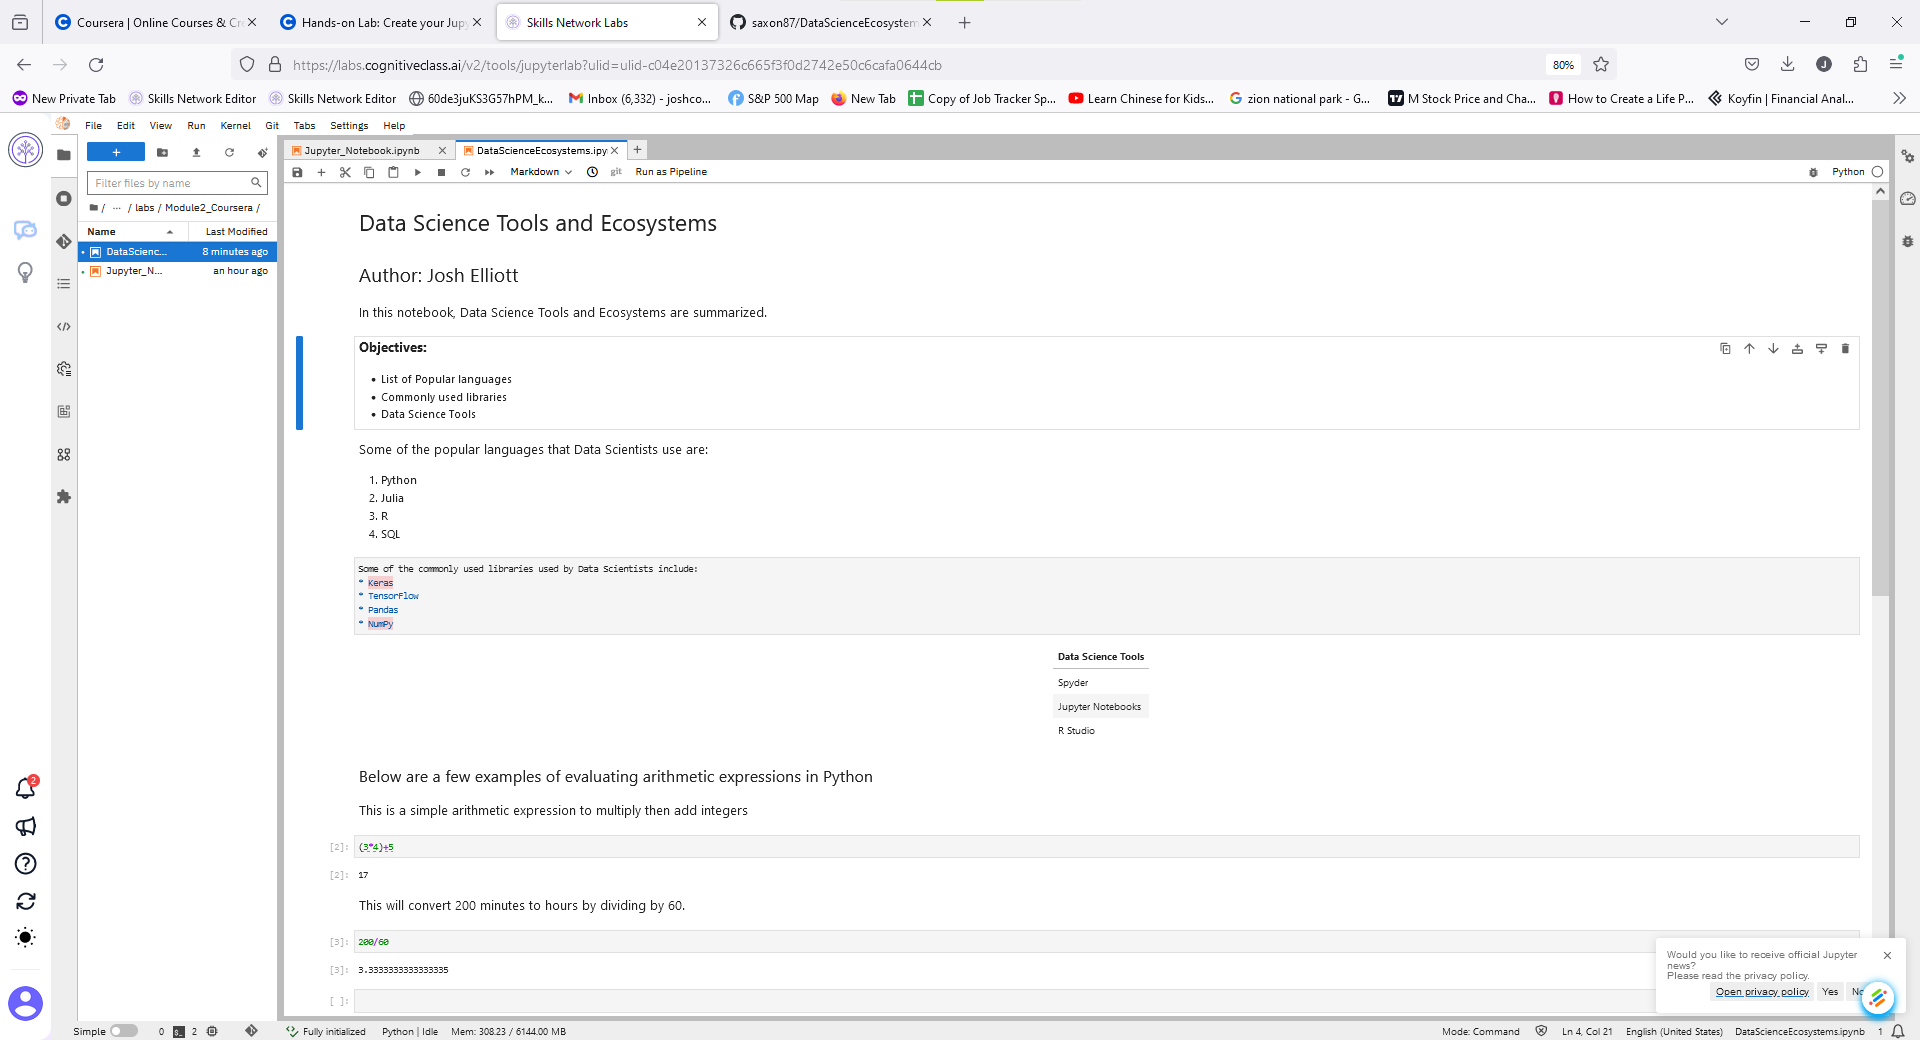 Coursera | Online Courses & Cr
Hands-on Lab: Create your Jupy
Skills Network Labs
saxon87/DataScienceEcosystem
https://labs.cognitiveclass.ai/v2/tools/jupyterlab?ulid=ulid-c04e20137326c665f3f0d2742e50c6cafa0644cb
80%
J
New Private Tab
Skills Network Editor
Skills Network Editor
60de3juKS3G57hPM_k...
Inbox (6,332) - joshco...
S&P 500 Map
New Tab
Copy of Job Tracker Sp...
Learn Chinese for Kids...
zion national park - G...
M Stock Price and Cha...
How to Create a Life P...
Koyfin | Financial Anal...
File Edit View Run Kernel Git Tabs Settings Help
Jupyter_Notebook.ipynb
DataScienceEcosystems.ipy
Markdown
git
Run as Pipeline
Python
Filter files by name
/ ... / labs / Module2_Coursera /
Name Last Modified
DataScienc... 8 minutes ago
Jupyter_N... an hour ago
Data Science Tools and Ecosystems
Author: Josh Elliott
In this notebook, Data Science Tools and Ecosystems are summarized.
Objectives:
• List of Popular languages
• Commonly used libraries
• Data Science Tools
Some of the popular languages that Data Scientists use are:
1. Python
2. Julia
3. R
4. SQL
Some of the commonly used libraries used by Data Scientists include:
* Keras
* TensorFlow
* Pandas
* NumPy
Data Science Tools
Spyder
Jupyter Notebooks
R Studio
Below are a few examples of evaluating arithmetic expressions in Python
This is a simple arithmetic expression to multiply then add integers
[2]: (3*4)+5
[2]: 17
This will convert 200 minutes to hours by dividing by 60.
[3]: 200/60
[3]: 3.3333333333333335
[ ]:
2
Would you like to receive official Jupyter
news?
Please read the privacy policy.
Open privacy policy Yes No
Simple 0 2 Fully initialized Python | Idle Mem: 308.23 / 6144.00 MB
Mode: Command Ln 4, Col 21 English (United States) DataScienceEcosystems.ipynb 1